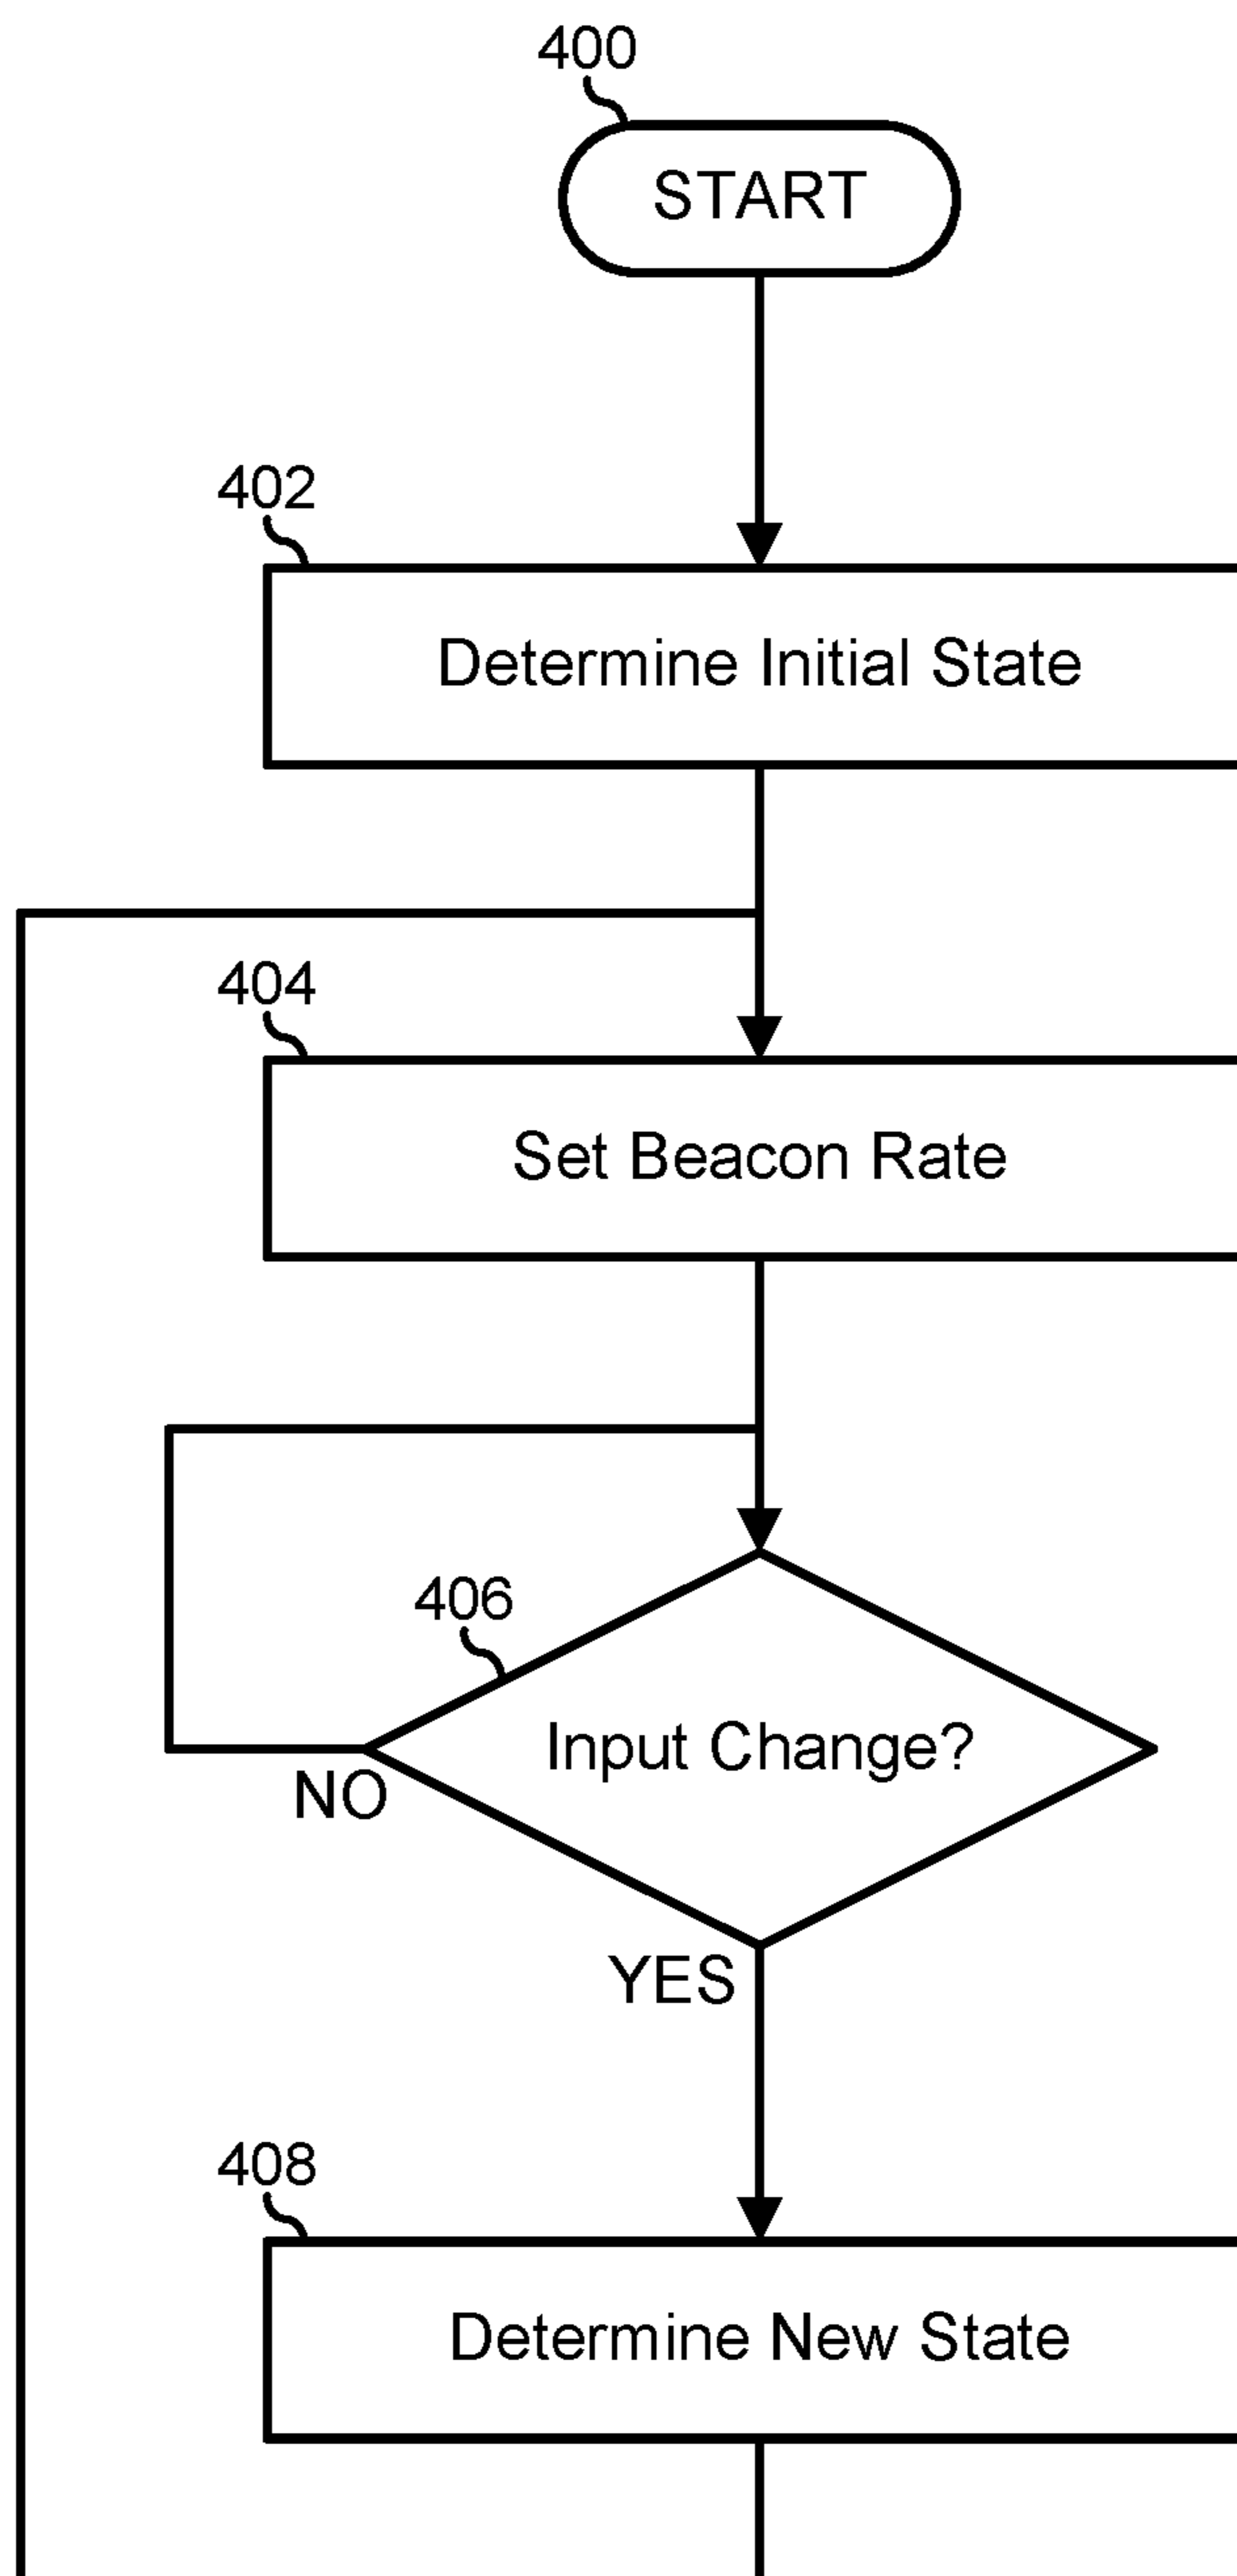 400
START
402
Determine Initial State
404
Set Beacon Rate
406
Input Change?
NO
YES
408
Determine New State